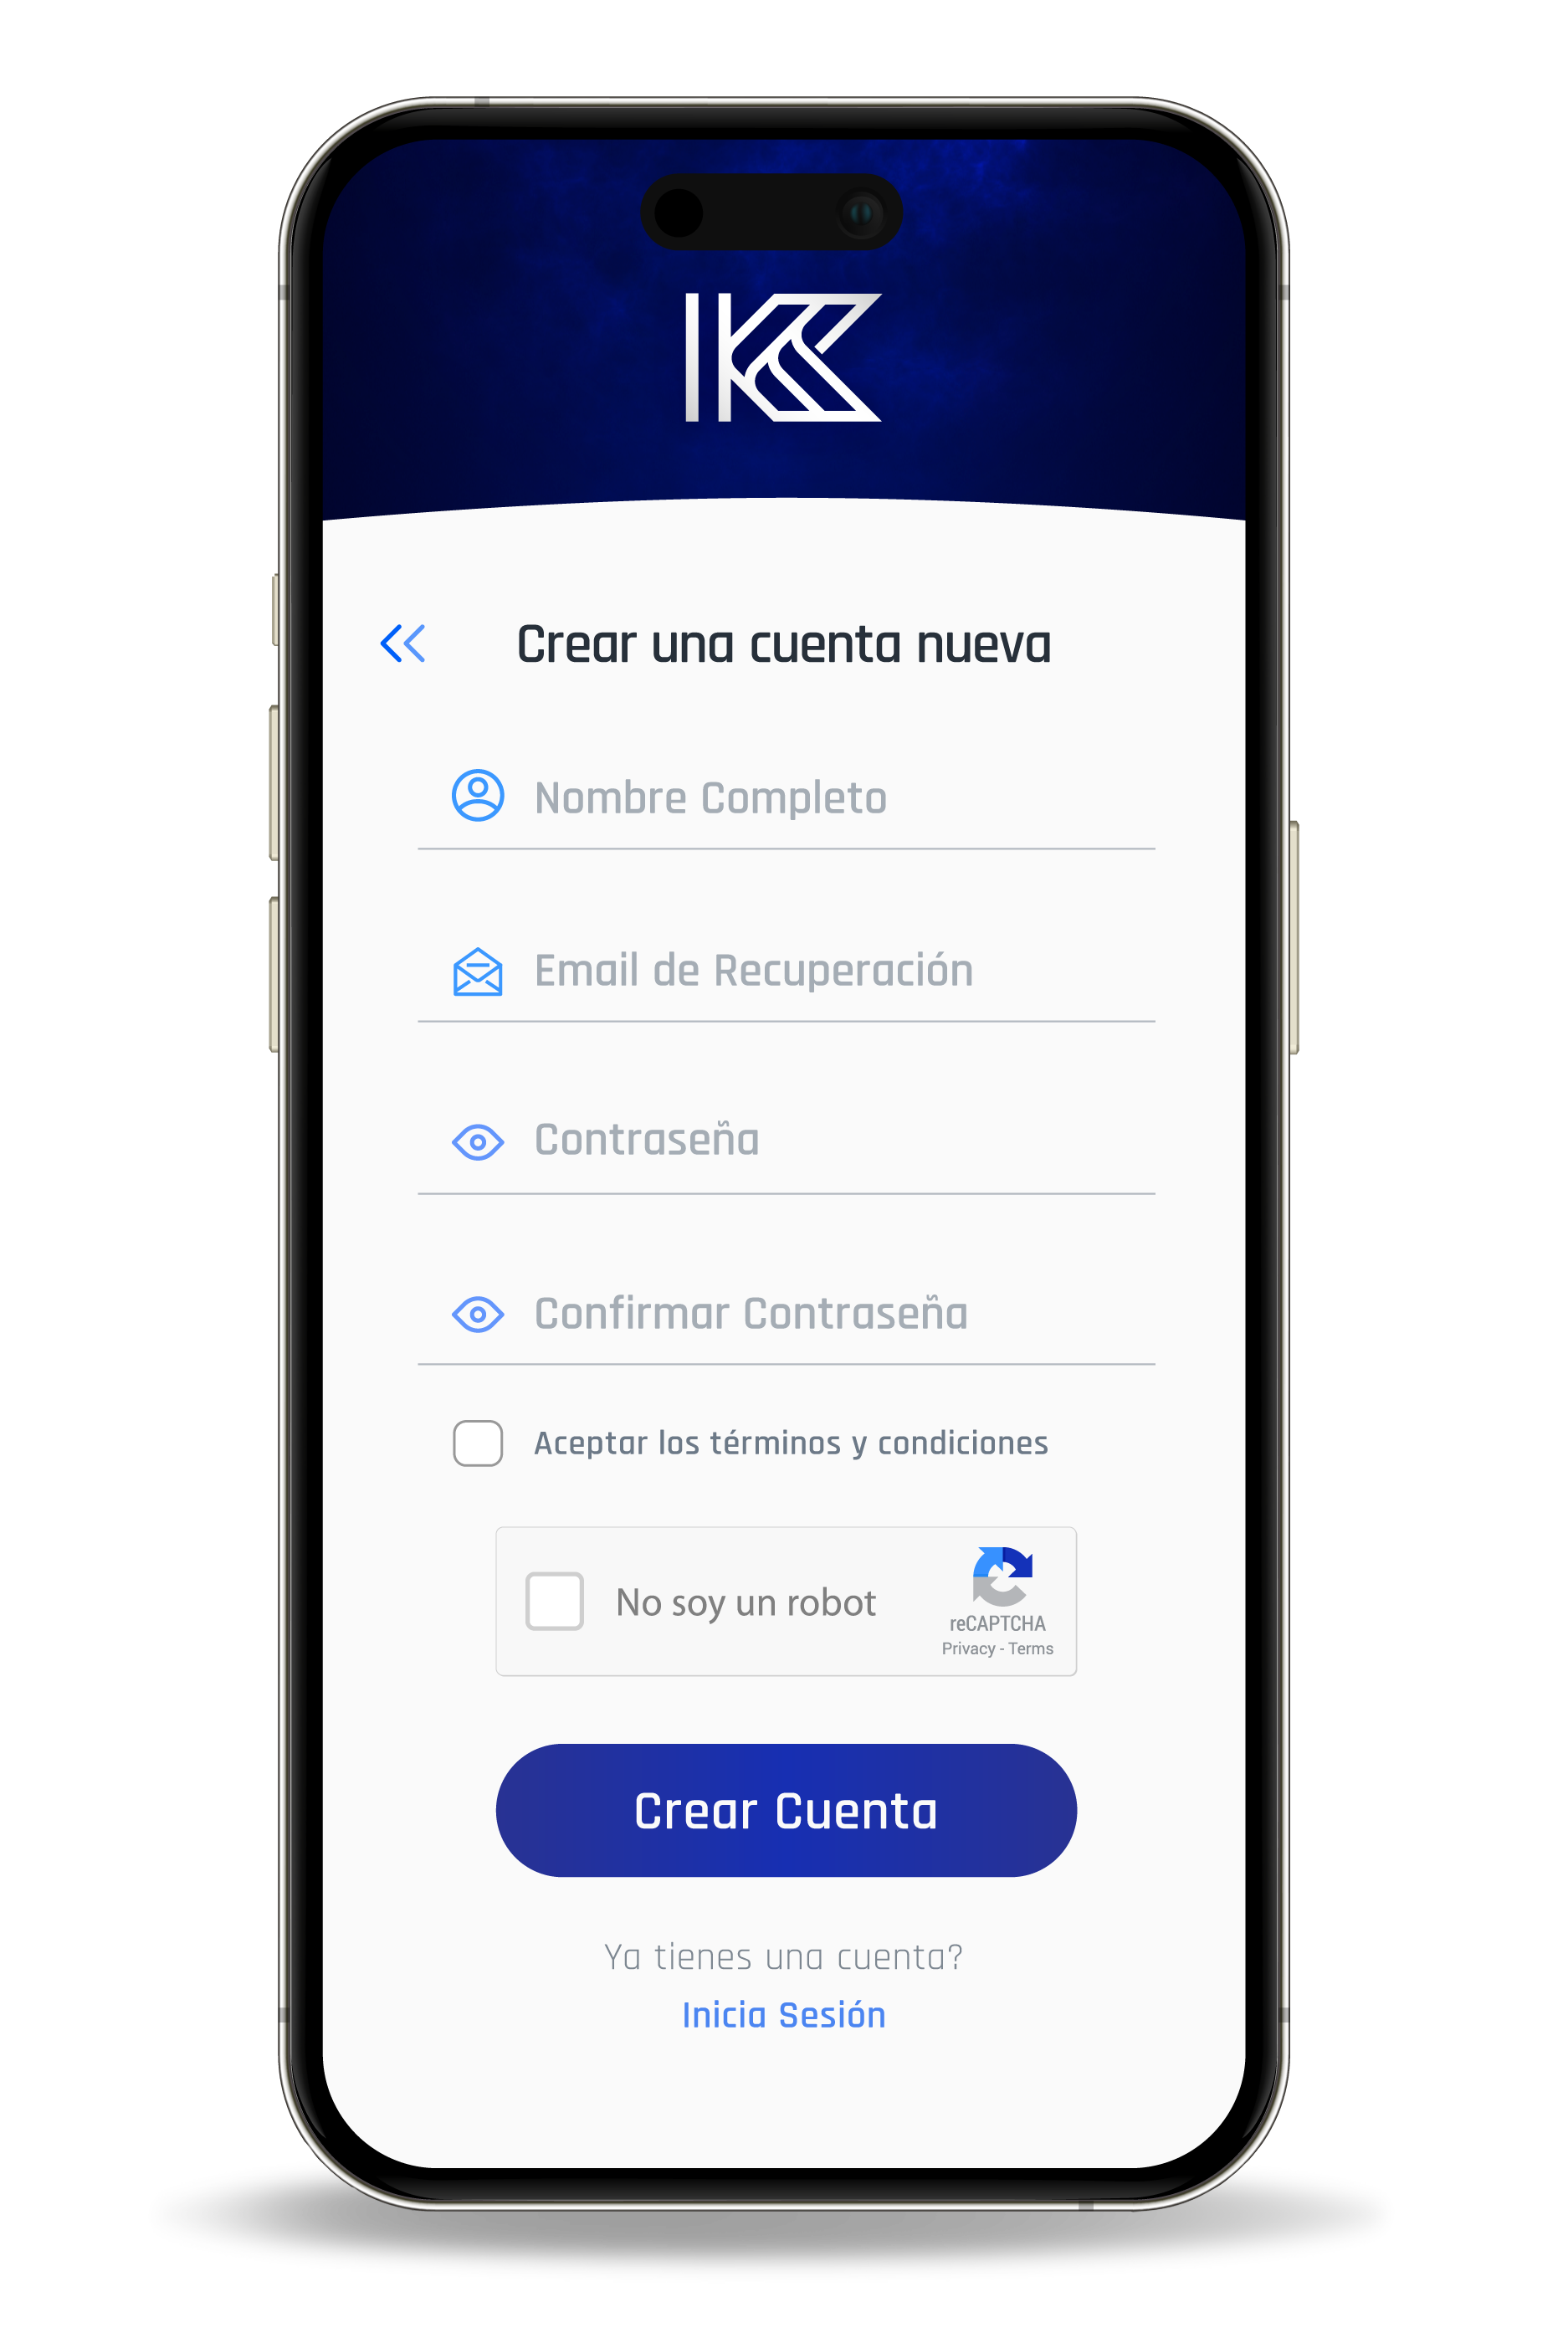 Crear una cuenta nueva
Nombre Completo
Email de Recuperación
Contraseña
Confirmar Contraseña
Aceptar los términos y condiciones
No soy un robot
reCAPTCHA
Privacy - Terms
Crear Cuenta
Ya tienes una cuenta?
Inicia Sesión